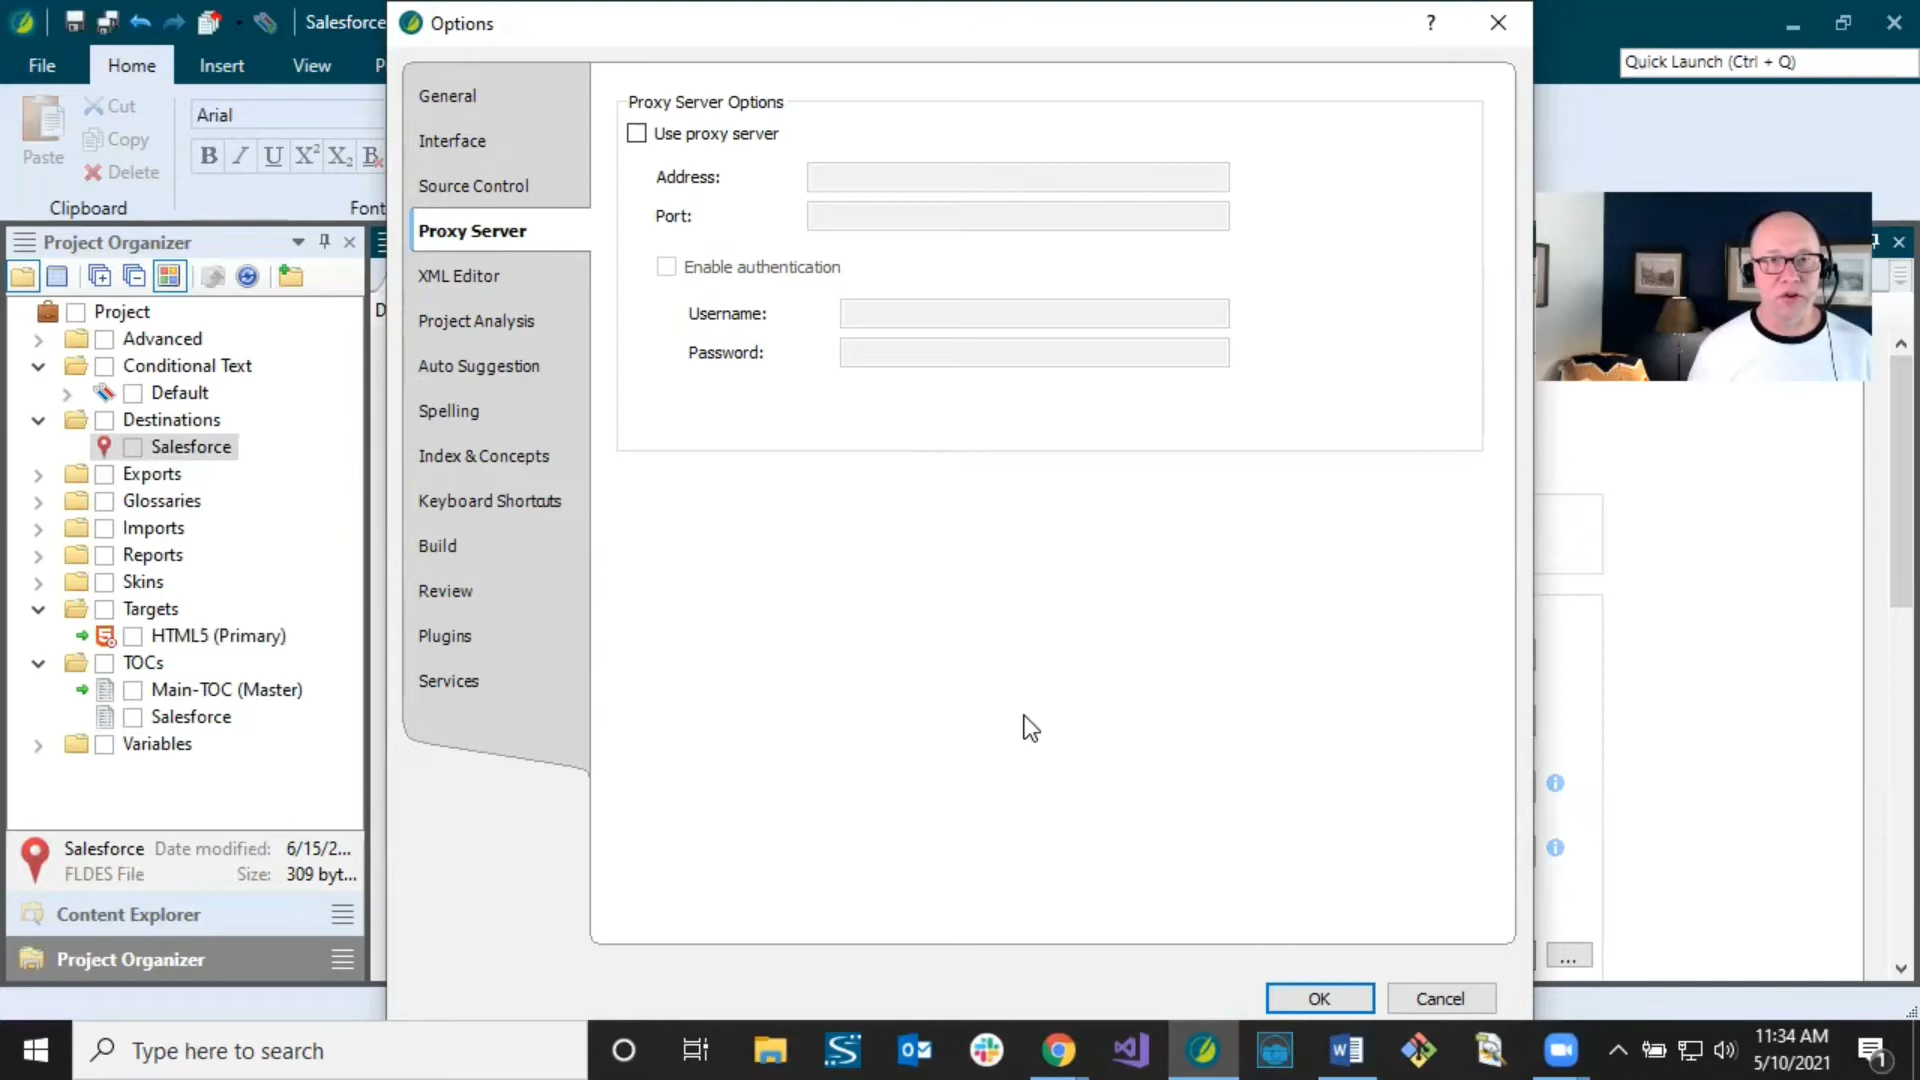 Salesforce
Options
?
File
Home
Insert
View
P
Quick Launch (Ctrl + Q)
Paste
Cut
Copy
Delete
Clipboard
Arial
B I U X² X₂ B
Font
Project Organizer
Project
Advanced
Conditional Text
Default
Destinations
Salesforce
Exports
Glossaries
Imports
Reports
Skins
Targets
HTML5 (Primary)
TOCs
Main-TOC (Master)
Salesforce
Variables
Salesforce Date modified: 6/15/2...
FLDES File Size: 309 byt...
Content Explorer
Project Organizer
D
General
Interface
Source Control
Proxy Server
XML Editor
Project Analysis
Auto Suggestion
Spelling
Index & Concepts
Keyboard Shortcuts
Build
Review
Plugins
Services
Proxy Server Options
Use proxy server
Address:
Port:
Enable authentication
Username:
Password:
...
OK
Cancel
Type here to search
11:34 AM
5/10/2021
1